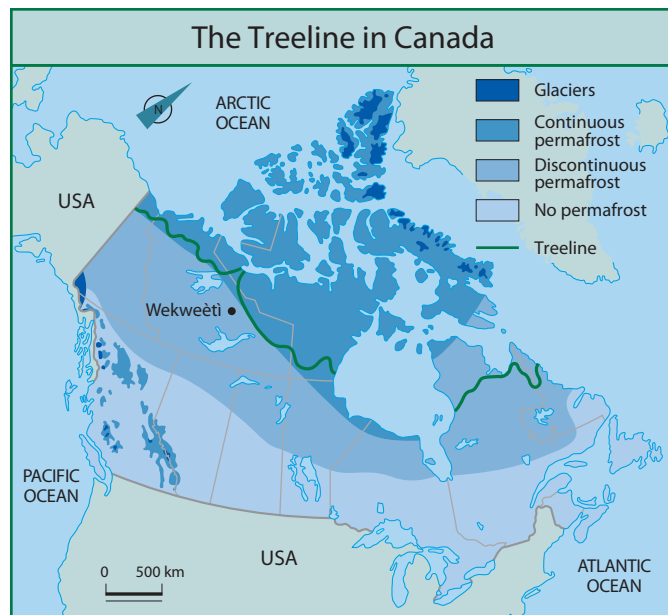 The Treeline in Canada
N
ARCTIC
OCEAN
Glaciers
Continuous
permafrost
Discontinuous
permafrost
No permafrost
Treeline
USA
Wekweètì
PACIFIC
OCEAN
USA
0 500 km
ATLANTIC
OCEAN